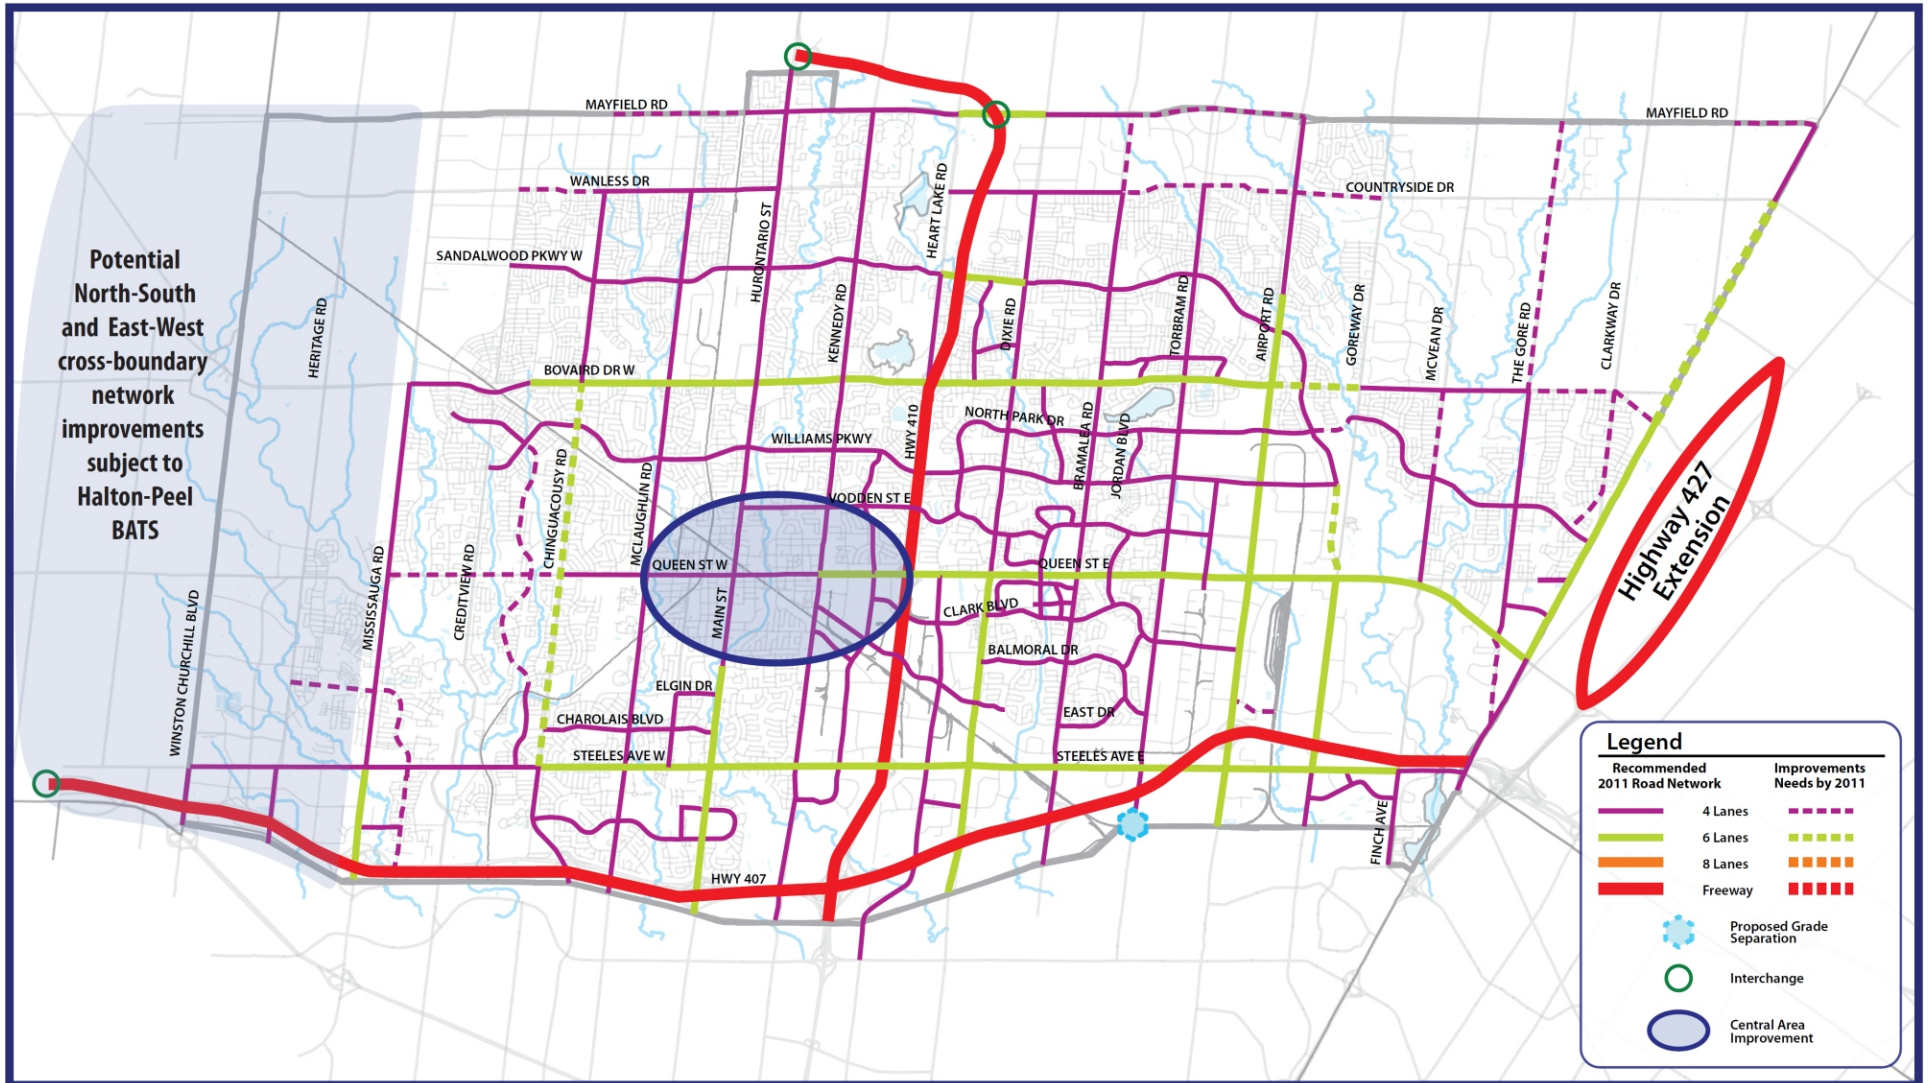 MAYFIELD RD
MAYFIELD RD
WANLESS DR
COUNTRYSIDE DR
HEART LAKE RD
HURONTARIO ST
SANDALWOOD PKWY W
Potential
North-South
and East-West
cross-boundary
network
improvements
subject to
Halton-Peel
BATS
HERITAGE RD
KENNEDY RD
DIXIE RD
TORBRAM RD
AIRPORT RD
GOREWAY DR
MCVEAN DR
THE GORE RD
CLARKWAY DR
BOVAIRD DR W
HWY 410
NORTH PARK DR
BRAMALEA RD
JORDAN BLVD
WILLIAMS PKWY
CHINGUACOUSY RD
MCLAUGHLIN RD
VODDEN ST E
Highway 427
Extension
QUEEN ST W
QUEEN ST E
MISSISSAUGA RD
CREDITVIEW RD
WINSTON CHURCHILL BLVD
MAIN ST
CLARK BLVD
BALMORAL DR
ELGIN DR
CHAROLAIS BLVD
EAST DR
STEELES AVE W
STEELES AVE E
FINCH AVE
HWY 407
Legend
Recommended
2011 Road Network
Improvements
Needs by 2011
4 Lanes
6 Lanes
8 Lanes
Freeway
Proposed Grade
Separation
Interchange
Central Area
Improvement